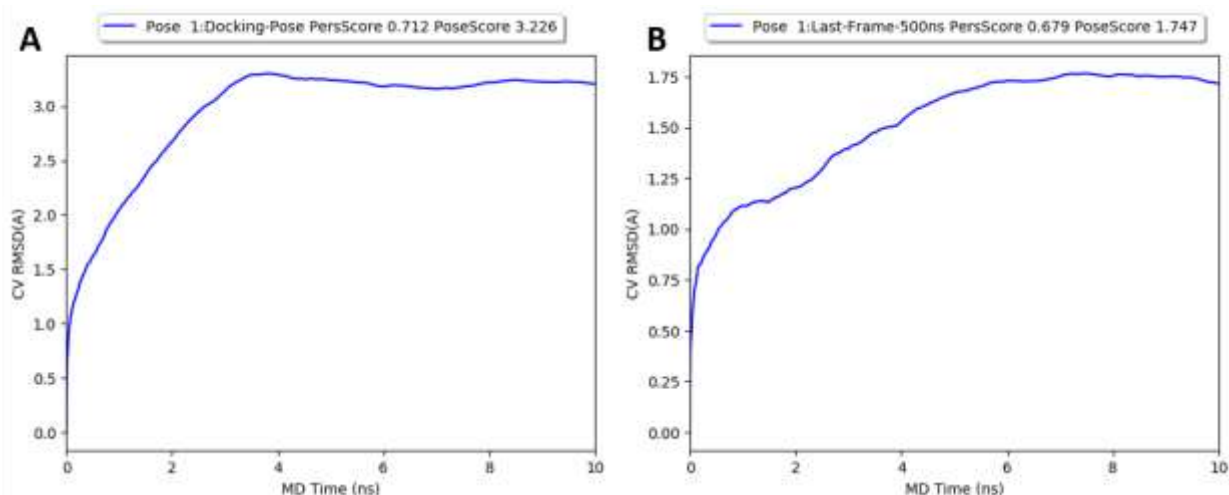 A
Pose 1:Docking-Pose PersScore 0.712 PoseScore 3.226
CV RMSD(A)
3.0
2.5
2.0
1.5
1.0
0.5
0.0
0 2 4 6 8 10
MD Time (ns)
B
Pose 1:Last-Frame-500ns PersScore 0.679 PoseScore 1.747
CV RMSD(A)
1.75
1.50
1.25
1.00
0.75
0.50
0.25
0.00
0 2 4 6 8 10
MD Time (ns)